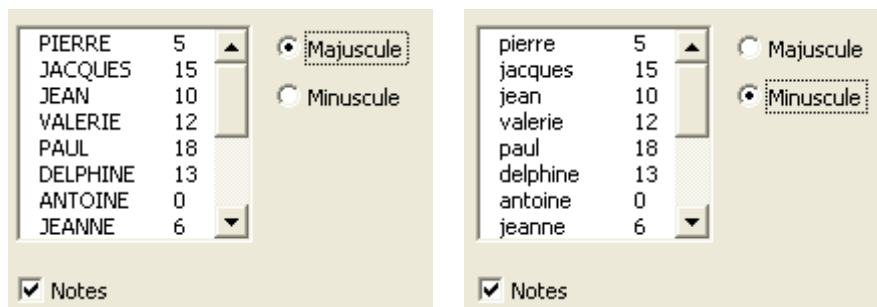 PIERRE 5
JACQUES 15
JEAN 10
VALERIE 12
PAUL 18
DELPHINE 13
ANTOINE 0
JEANNE 6
Majuscule
Minuscule
Notes
pierre 5
jacques 15
jean 10
valerie 12
paul 18
delphine 13
antoine 0
jeanne 6
Majuscule
Minuscule
Notes